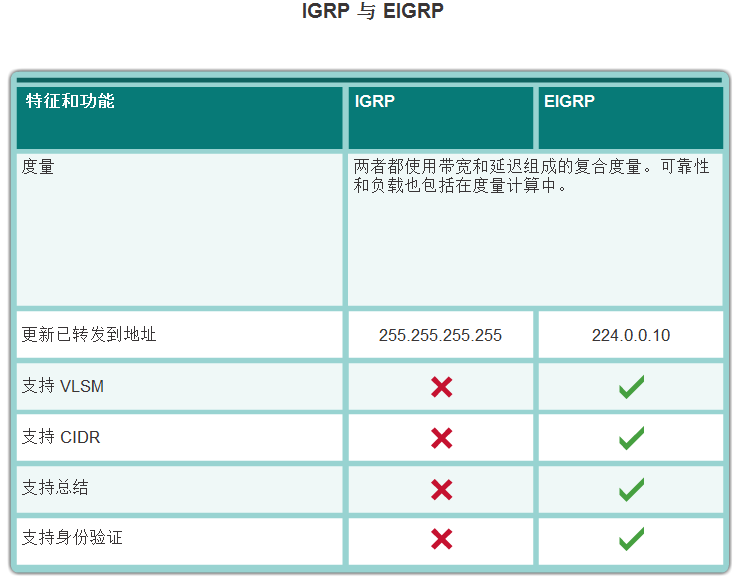 IGRP 与 EIGRP
特征和功能 IGRP EIGRP
度量 两者都使用带宽和延迟组成的复合度量。可靠性
和负载也包括在度量计算中。
更新已转发到地址 255.255.255.255 224.0.0.10
支持 VLSM
支持 CIDR
支持总结
支持身份验证